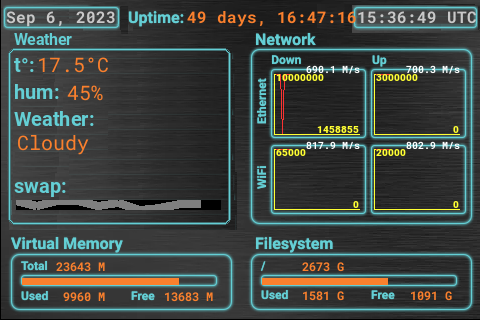 Sep 6, 2023 Uptime: 49 days, 16:47:16 15:36:49 UTC
Weather Network
t°: 17.5°C
hum: 45%
Weather:
Cloudy
swap:
Down Up
Ethernet
690.1 M/s 700.3 M/s
10000000 3000000
1458855 0
WiFi
817.9 M/s 802.9 M/s
65000 20000
0 0
Virtual Memory
Total 23643 M
Used 9960 M Free 13683 M
Filesystem
/ 2673 G
Used 1581 G Free 1091 G